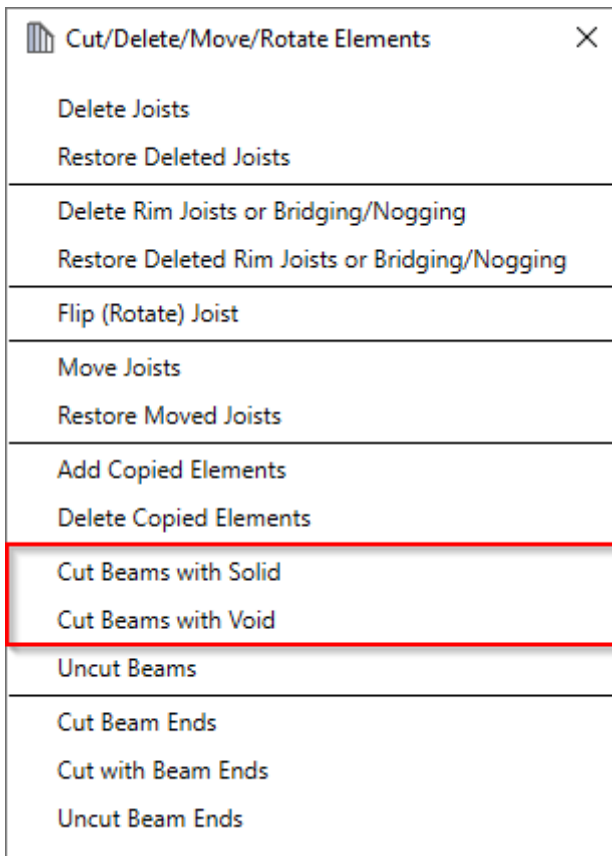 Cut/Delete/Move/Rotate Elements
Delete Joists
Restore Deleted Joists
Delete Rim Joists or Bridging/Nogging
Restore Deleted Rim Joists or Bridging/Nogging
Flip (Rotate) Joist
Move Joists
Restore Moved Joists
Add Copied Elements
Delete Copied Elements
Cut Beams with Solid
Cut Beams with Void
Uncut Beams
Cut Beam Ends
Cut with Beam Ends
Uncut Beam Ends